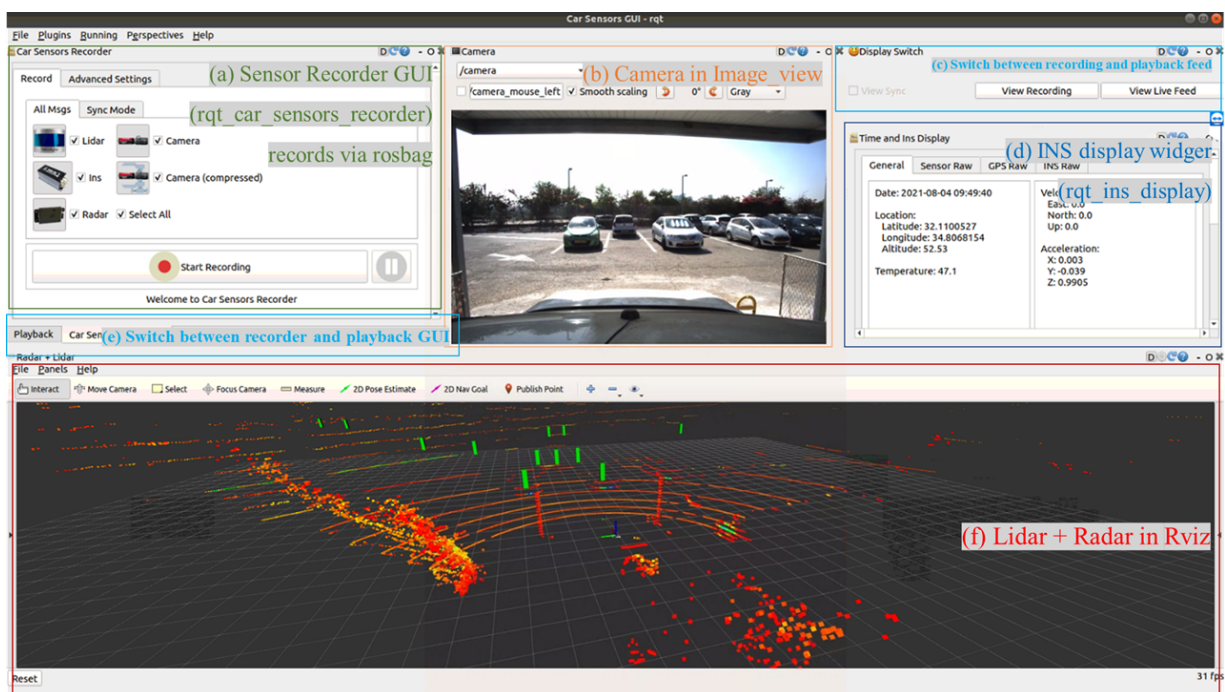 Car Sensors GUI - rqt
File Plugins Running Perspectives Help
Car Sensors Recorder
D
- O
Record Advanced Settings
(a) Sensor Recorder GUI
All Msgs Sync Mode
(rqt_car_sensors_recorder)
Lidar Camera
records via rosbag
Ins Camera (compressed)
Radar Select All
Start Recording
Welcome to Car Sensors Recorder
Playback Car Sen
(e) Switch between recorder and playback GUI
Camera
D
- O
/camera
(b) Camera in Image_view
/camera_mouse_left Smooth scaling 0° Gray
Display Switch
D
- O
(c) Switch between recording and playback feed
View Sync View Recording View Live Feed
Time and Ins Display
D
(d) INS display widger
General Sensor Raw GPS Raw INS Raw
(rqt_ins_display)
Date: 2021-08-04 09:49:40
Location:
Latitude: 32.1100527
Longitude: 34.8068154
Altitude: 52.53
Temperature: 47.1
East: 0.0
North: 0.0
Up: 0.0
Acceleration:
X: 0.003
Y: -0.039
Z: 0.9905
Radar + Lidar
D
- O
File Panels Help
Interact Move Camera Select Focus Camera Measure 2D Pose Estimate 2D Nav Goal Publish Point
(f) Lidar + Radar in Rviz
Reset
31 fps